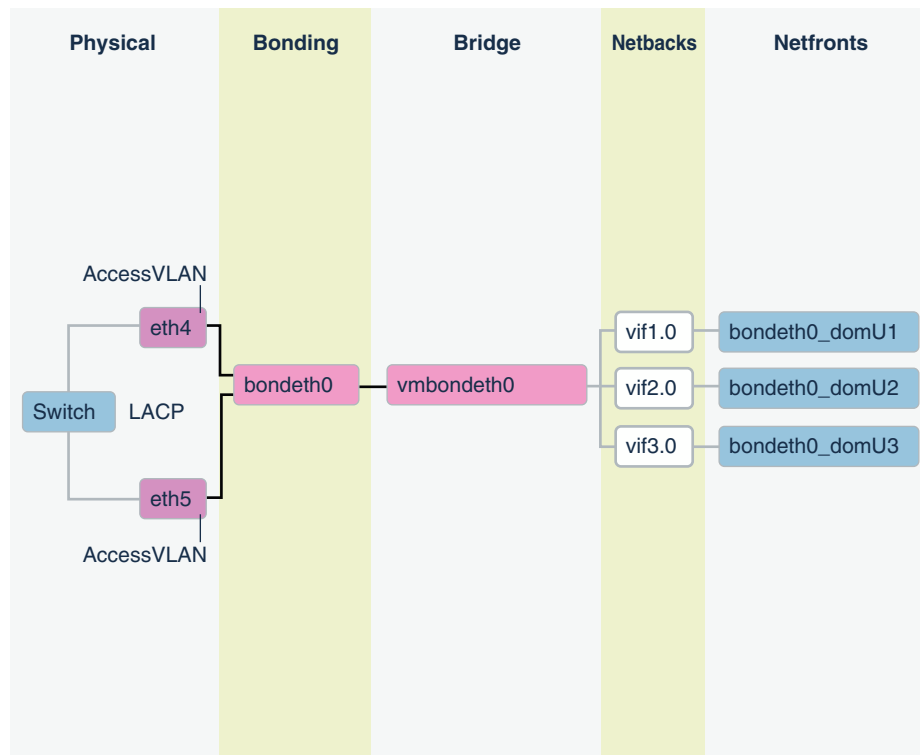 Physical
Bonding
Bridge
Netbacks
Netfronts
AccessVLAN
eth4
vif1.0
bondeth0_domU1
bondeth0
vmbondeth0
vif2.0
bondeth0_domU2
Switch
LACP
vif3.0
bondeth0_domU3
eth5
AccessVLAN